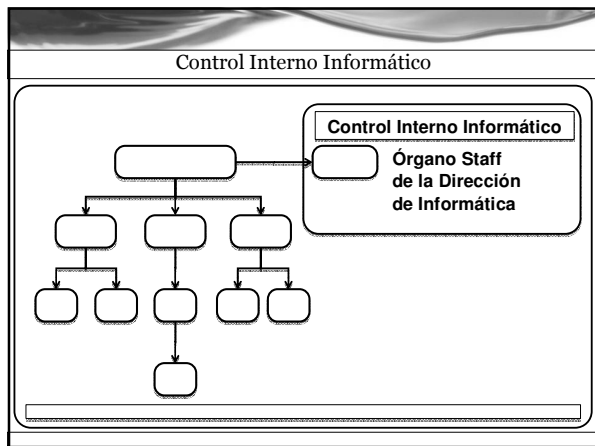 Control Interno Informático
Control Interno Informático
Órgano Staff
de la Dirección
de Informática